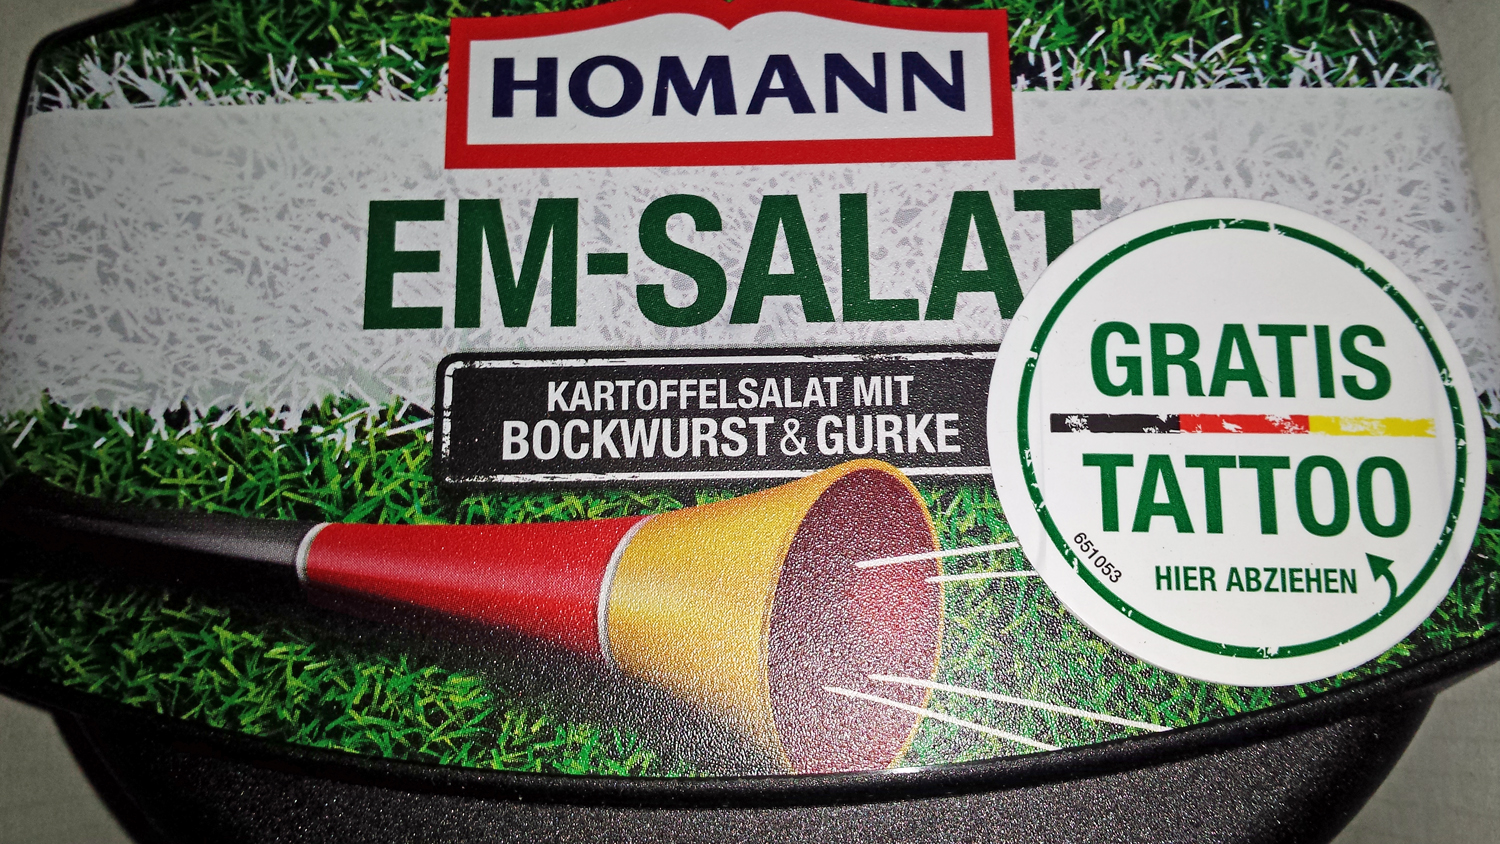 HOMANN
EM-SALAT
KARTOFFELSALAT MIT
BOCKWURST & GURKE
GRATIS
TATTOO
651053
HIER ABZIEHEN